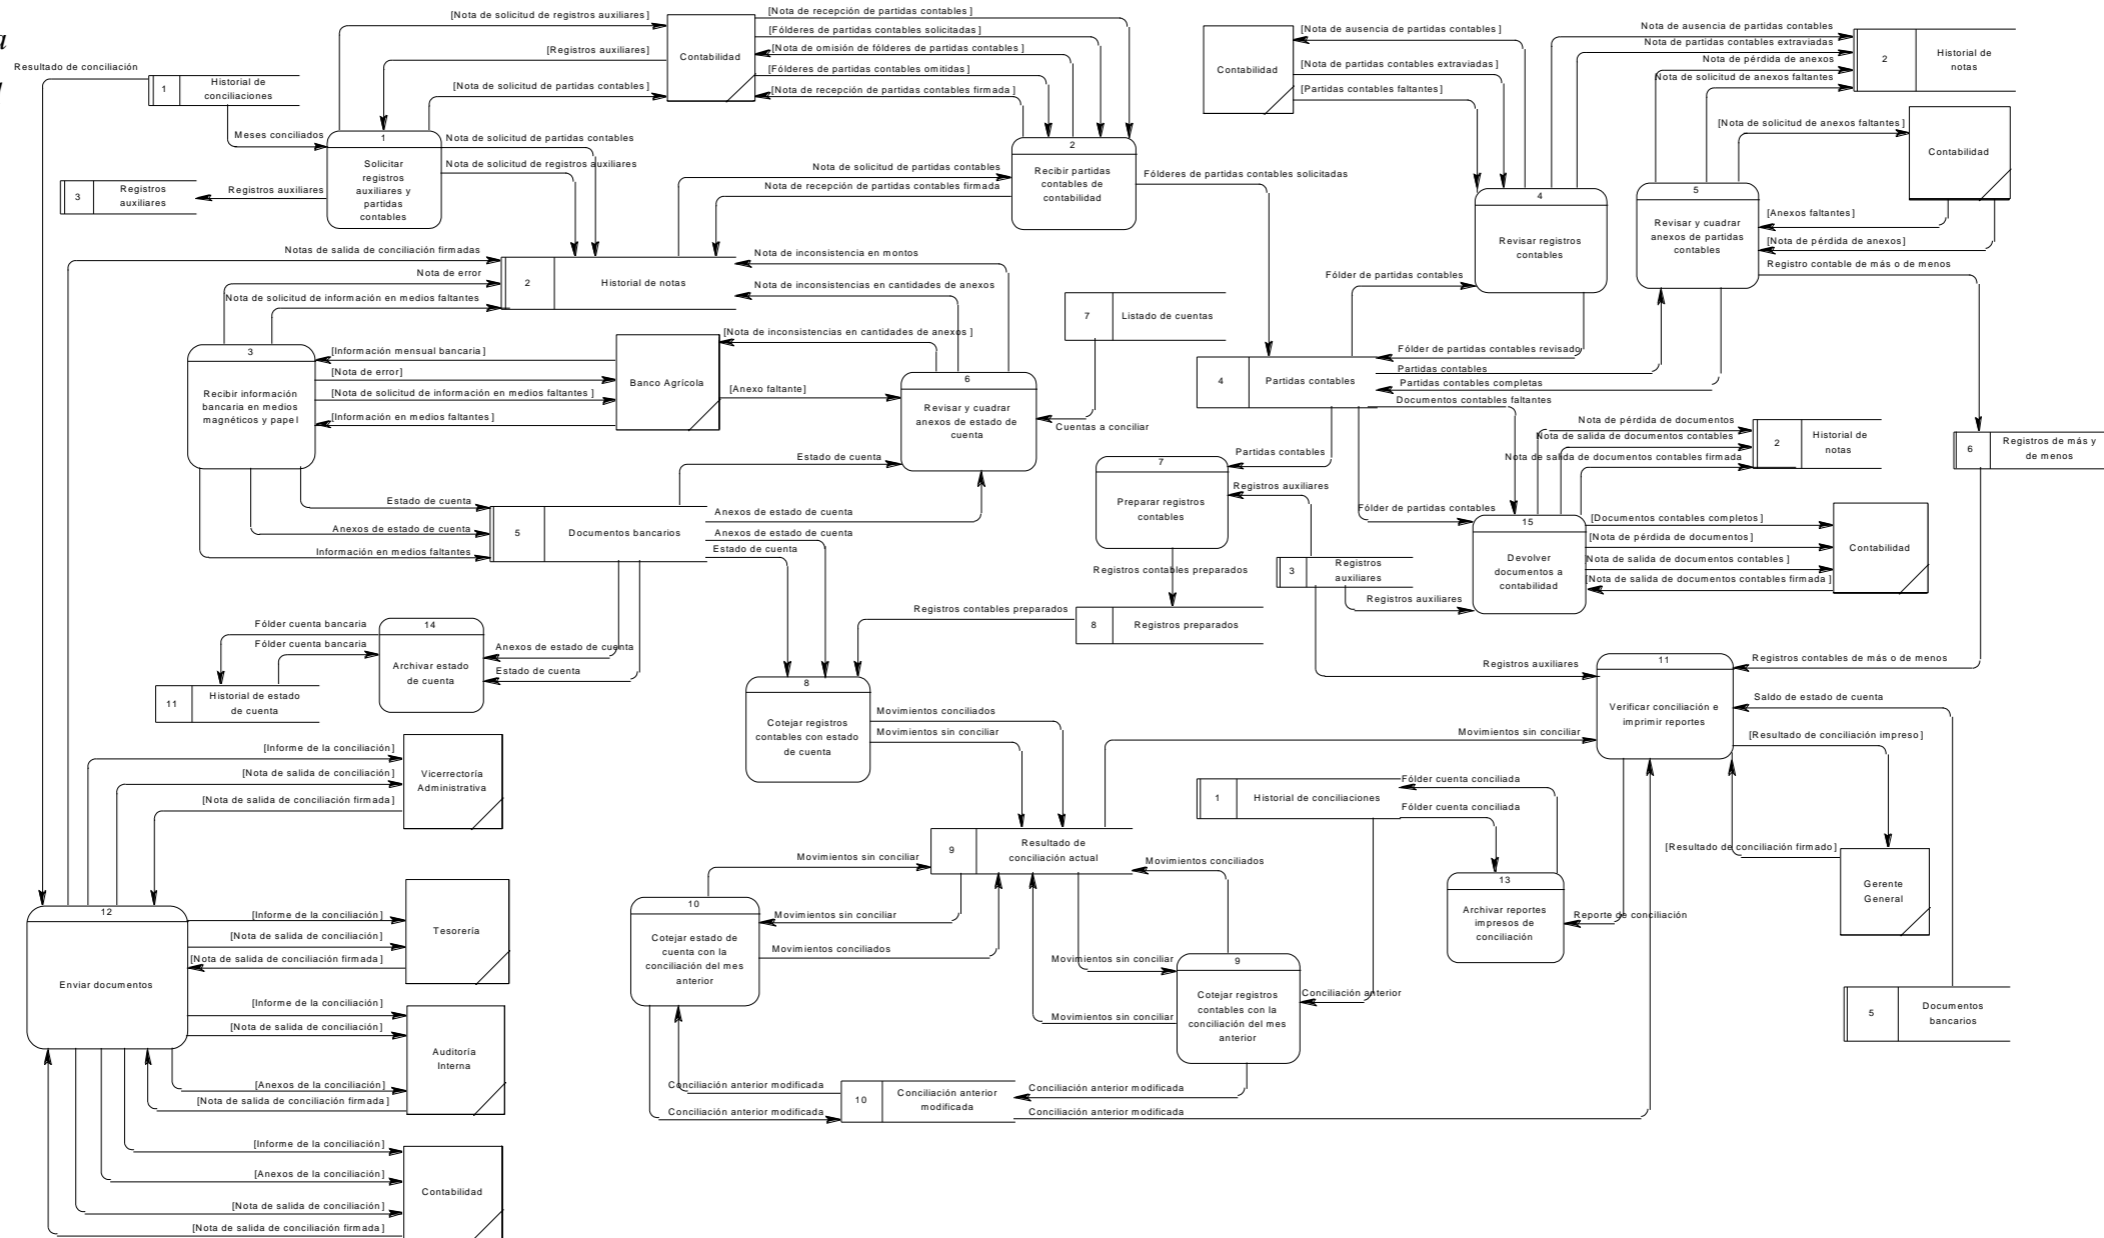 a
Resultado de conciliación
1
Historial de
conciliaciones
Meses conciliados
3
Registros
auxiliares
Registros auxiliares
1
Solicitar
registros
auxiliares y
partidas
contables
[Nota de solicitud de registros auxiliares]
[Registros auxiliares]
[Nota de solicitud de partidas contables]
Nota de solicitud de partidas contables
Nota de solicitud de registros auxiliares
Contabilidad
[Nota de recepción de partidas contables]
[Fólderes de partidas contables solicitadas]
[Nota de omisión de fólderes de partidas contables]
[Fólderes de partidas contables omitidas]
[Nota de recepción de partidas contables firmada]
2
Recibir partidas
contables de
contabilidad
Nota de solicitud de partidas contables
Nota de recepción de partidas contables firmada
Fólderes de partidas contables solicitadas
Contabilidad
[Nota de ausencia de partidas contables]
[Nota de partidas contables extraviadas]
[Partidas contables faltantes]
4
Revisar registros
contables
Nota de ausencia de partidas contables
Nota de partidas contables extraviadas
Nota de pérdida de anexos
Nota de solicitud de anexos faltantes
2
Historial de
notas
[Nota de solicitud de anexos faltantes]
Contabilidad
5
Revisar y cuadrar
anexos de partidas
contables
[Anexos faltantes]
[Nota de pérdida de anexos]
Registro contable de más o de menos
Notas de salida de conciliación firmadas
Nota de error
Nota de solicitud de información en medios faltantes
2
Historial de notas
Nota de inconsistencia en montos
Nota de inconsistencias en cantidades de anexos
[Nota de inconsistencias en cantidades de anexos]
3
Recibir información
bancaria en medios
magnéticos y papel
[Información mensual bancaria]
[Nota de error]
[Nota de solicitud de información en medios faltantes]
[Información en medios faltantes]
Banco Agrícola
[Anexo faltante]
6
Revisar y cuadrar
anexos de estado de
cuenta
7
Listado de cuentas
Cuentas a conciliar
Fólder de partidas contables
Fólder de partidas contables revisado
Partidas contables
Partidas contables completas
Documentos contables faltantes
4
Partidas contables
Estado de cuenta
Estado de cuenta
Anexos de estado de cuenta
Información en medios faltantes
5
Documentos bancarios
Anexos de estado de cuenta
Anexos de estado de cuenta
Estado de cuenta
Partidas contables
7
Preparar registros
contables
Registros auxiliares
Registros contables preparados
3
Registros
auxiliares
Registros auxiliares
Fólder de partidas contables
15
Devolver
documentos a
contabilidad
Nota de pérdida de documentos
Nota de salida de documentos contables
Nota de salida de documentos contables firmada
2
Historial de
notas
[Documentos contables completos]
[Nota de pérdida de documentos]
[Nota de salida de documentos contables]
[Nota de salida de documentos contables firmada]
Contabilidad
6
Registros de más y
de menos
Registros contables preparados
8
Registros preparados
Fólder cuenta bancaria
Fólder cuenta bancaria
14
Archivar estado
de cuenta
Anexos de estado de cuenta
Estado de cuenta
11
Historial de estado
de cuenta
8
Cotejar registros
contables con estado
de cuenta
Movimientos conciliados
Movimientos sin conciliar
Registros auxiliares
11
Verificar conciliación e
imprimir reportes
Registros contables de más o de menos
Saldo de estado de cuenta
[Resultado de conciliación impreso]
Movimientos sin conciliar
[Resultado de conciliación firmado]
Gerente
General
5
Documentos
bancarios
1
Historial de conciliaciones
Fólder cuenta conciliada
Fólder cuenta conciliada
13
Archivar reportes
impresos de
conciliación
Reporte de conciliación
9
Resultado de
conciliación actual
Movimientos sin conciliar
Movimientos sin conciliar
Movimientos conciliados
10
Cotejar estado de
cuenta con la
conciliación del mes
anterior
Movimientos conciliados
Movimientos sin conciliar
Movimientos sin conciliar
9
Cotejar registros
contables con la
conciliación del mes
anterior
Conciliación anterior
Conciliación anterior modificada
Conciliación anterior modificada
10
Conciliación anterior
modificada
Conciliación anterior modificada
Conciliación anterior modificada
[Informe de la conciliación]
[Nota de salida de conciliación]
[Nota de salida de conciliación firmada]
Vicerrectoría
Administrativa
12
Enviar documentos
[Informe de la conciliación]
[Nota de salida de conciliación]
[Nota de salida de conciliación firmada]
Tesorería
[Informe de la conciliación]
[Nota de salida de conciliación]
[Anexos de la conciliación]
[Nota de salida de conciliación firmada]
Auditoría
Interna
[Informe de la conciliación]
[Anexos de la conciliación]
[Nota de salida de conciliación]
[Nota de salida de conciliación firmada]
Contabilidad